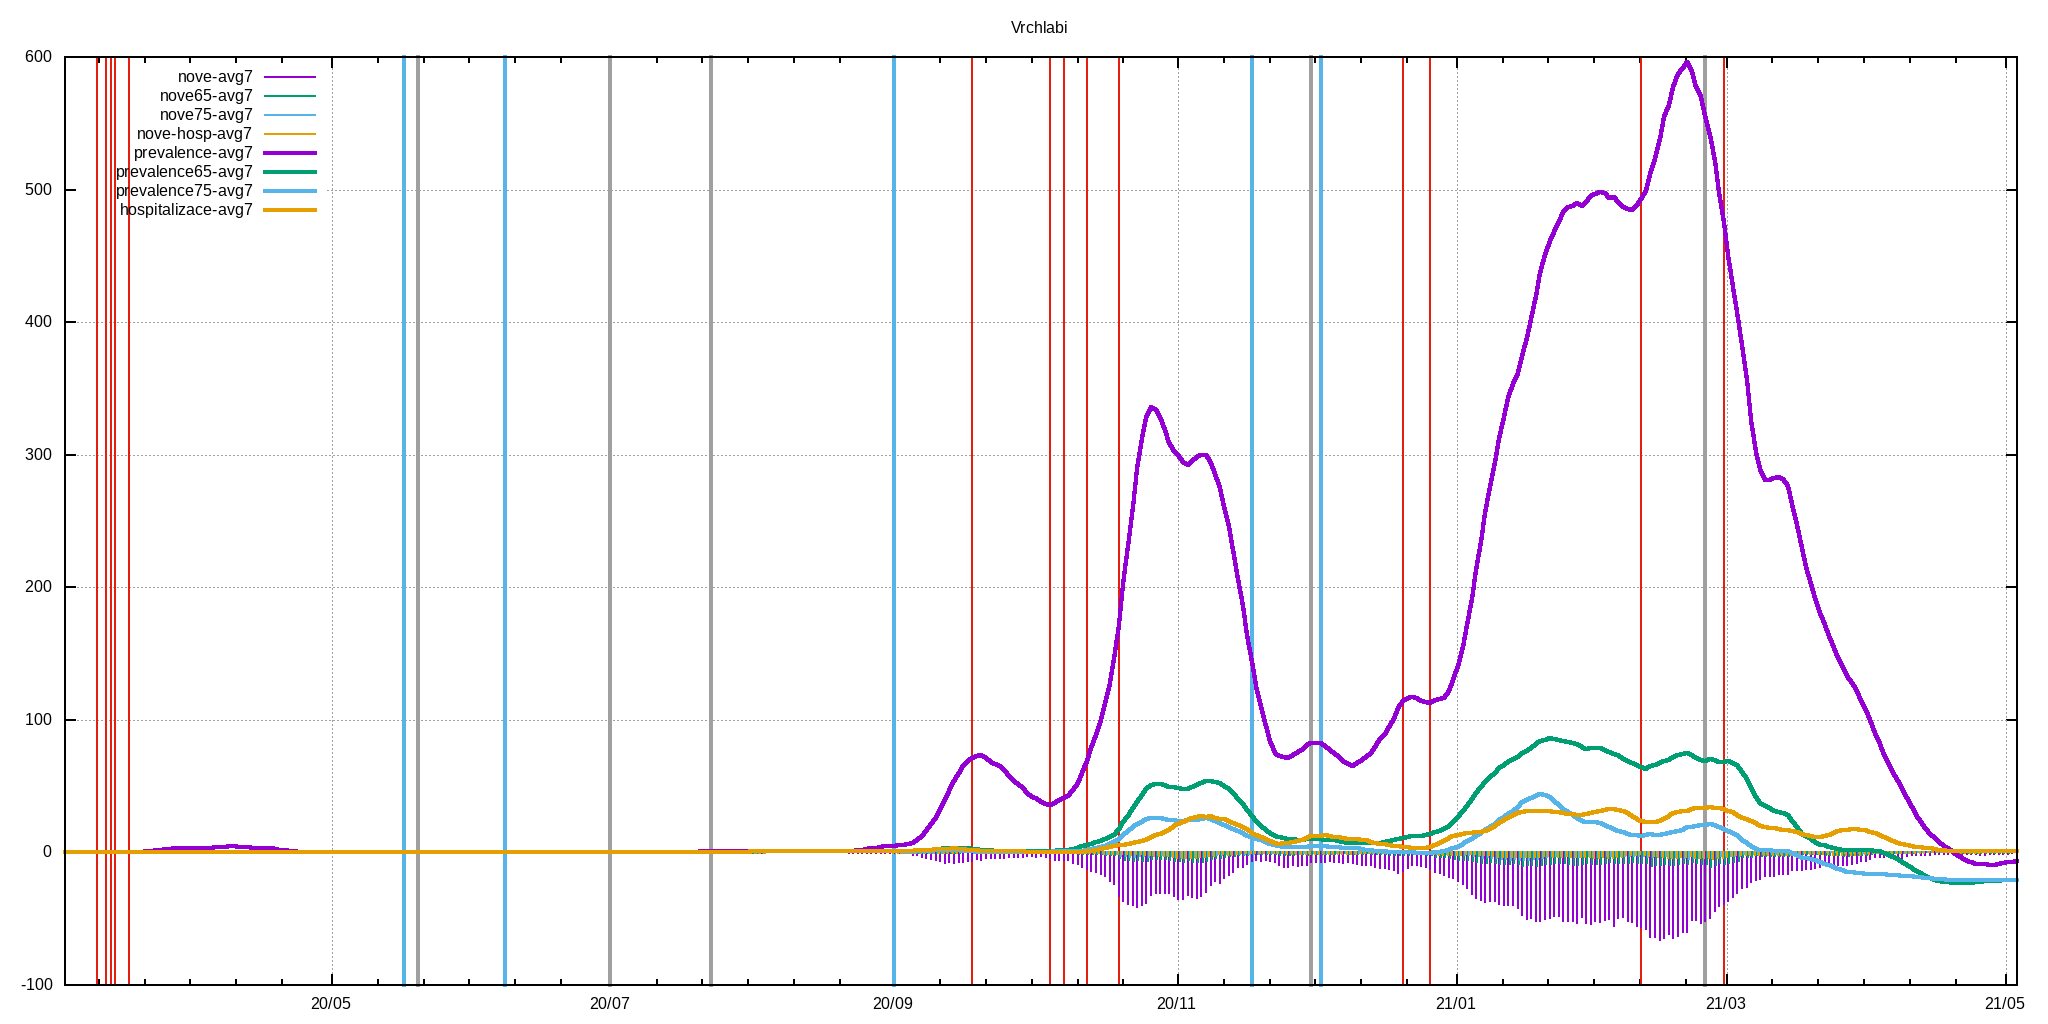 Vrchlabi
600
500
400
300
200
100
0
-100
nove-avg7
nove65-avg7
nove75-avg7
nove-hosp-avg7
prevalence-avg7
prevalence65-avg7
prevalence75-avg7
hospitalizace-avg7
20/05
20/07
20/09
20/11
21/01
21/03
21/05